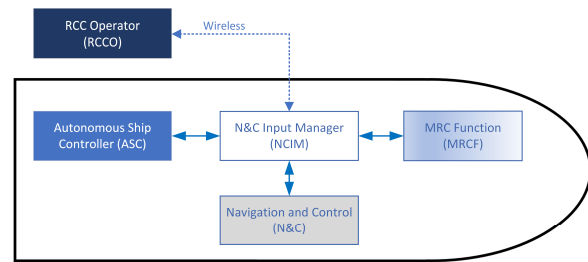 RCC Operator
(RCCO)
Wireless
Autonomous Ship
Controller (ASC)
N&C Input Manager
(NCIM)
MRC Function
(MRCF)
Navigation and Control
(N&C)